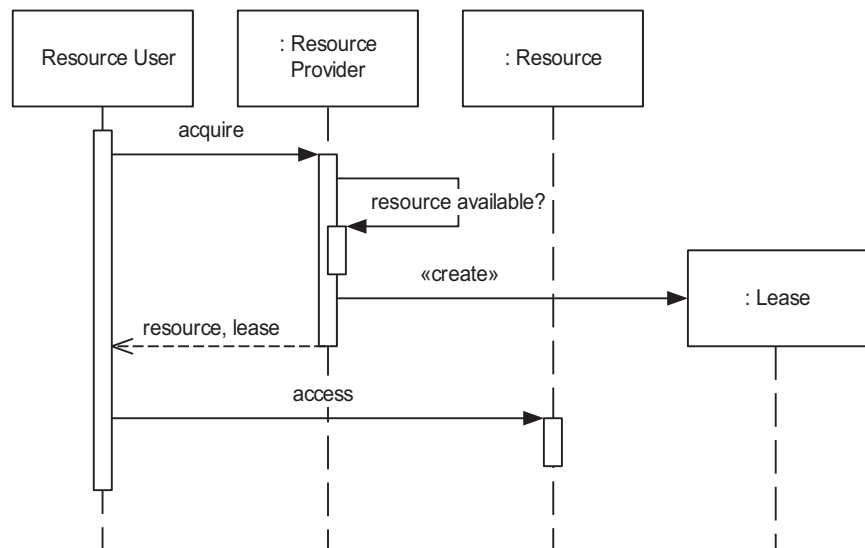 Resource User
: Resource
Provider
: Resource
acquire
resource available?
«create»
: Lease
resource, lease
access